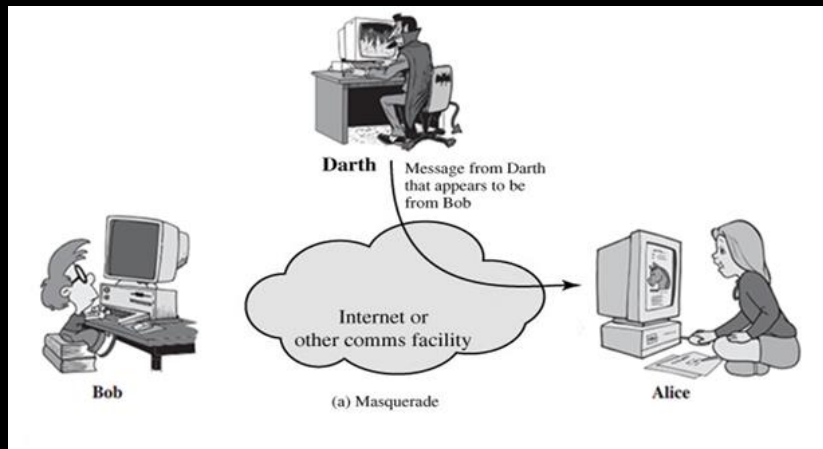 Darth
Message from Darth
that appears to be
from Bob
Internet or
other comms facility
Bob
Alice
(a) Masquerade